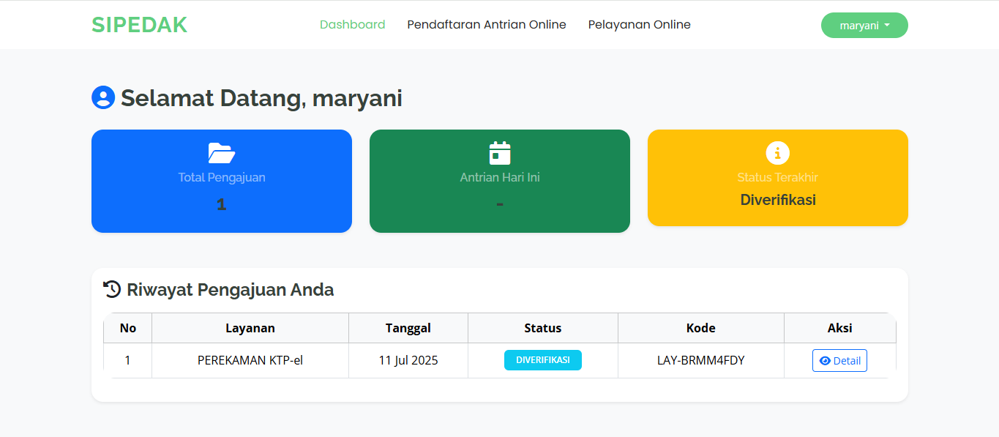 SIPEDAK Dashboard Pendaftaran Antrian Online Pelayanan Online maryani
Selamat Datang, maryani
Total Pengajuan Antrian Hari Ini Status Terakhir
1 - Diverifikasi
Riwayat Pengajuan Anda
No Layanan Tanggal Status Kode Aksi
1 PEREKAMAN KTP-el 11 Jul 2025 DIVERIFIKASI LAY-BRMM4FDY Detail